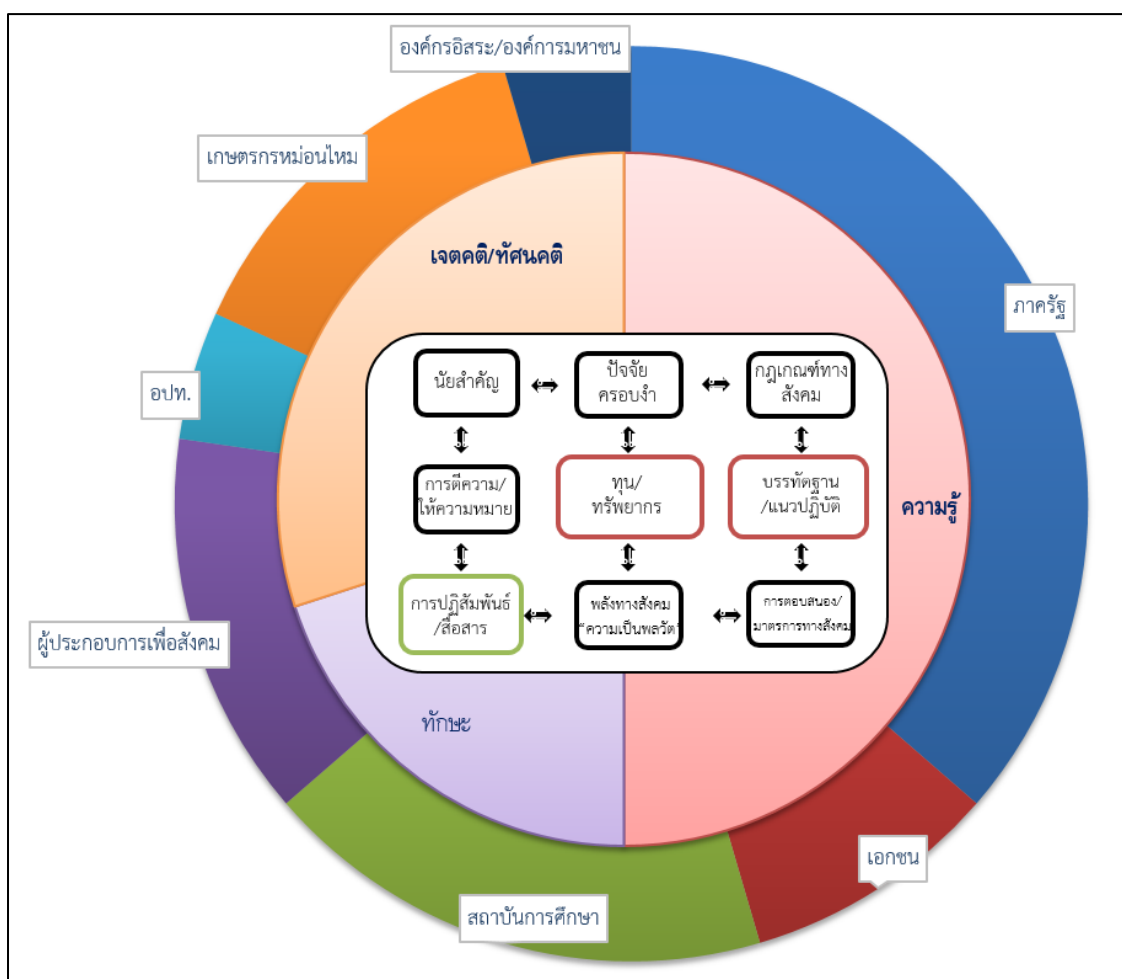 องค์กรอิสระ/องค์การมหาชน
เกษตรกรหม่อนไหม
เจตคติ/ทัศนคติ
ภาครัฐ
อปท.
นัยสำคัญ
ปัจจัย
ครอบงำ
กฎเกณฑ์ทาง
สังคม
การตีความ/
ให้ความหมาย
ทุน/
ทรัพยากร
บรรทัดฐาน
/แนวปฏิบัติ
ความรู้
การปฏิสัมพันธ์
/สื่อสาร
พลังทางสังคม
“ความเป็นพลวัต”
การตอบสนอง/
มาตรการทางสังคม
ผู้ประกอบการเพื่อสังคม
ทักษะ
เอกชน
สถาบันการศึกษา